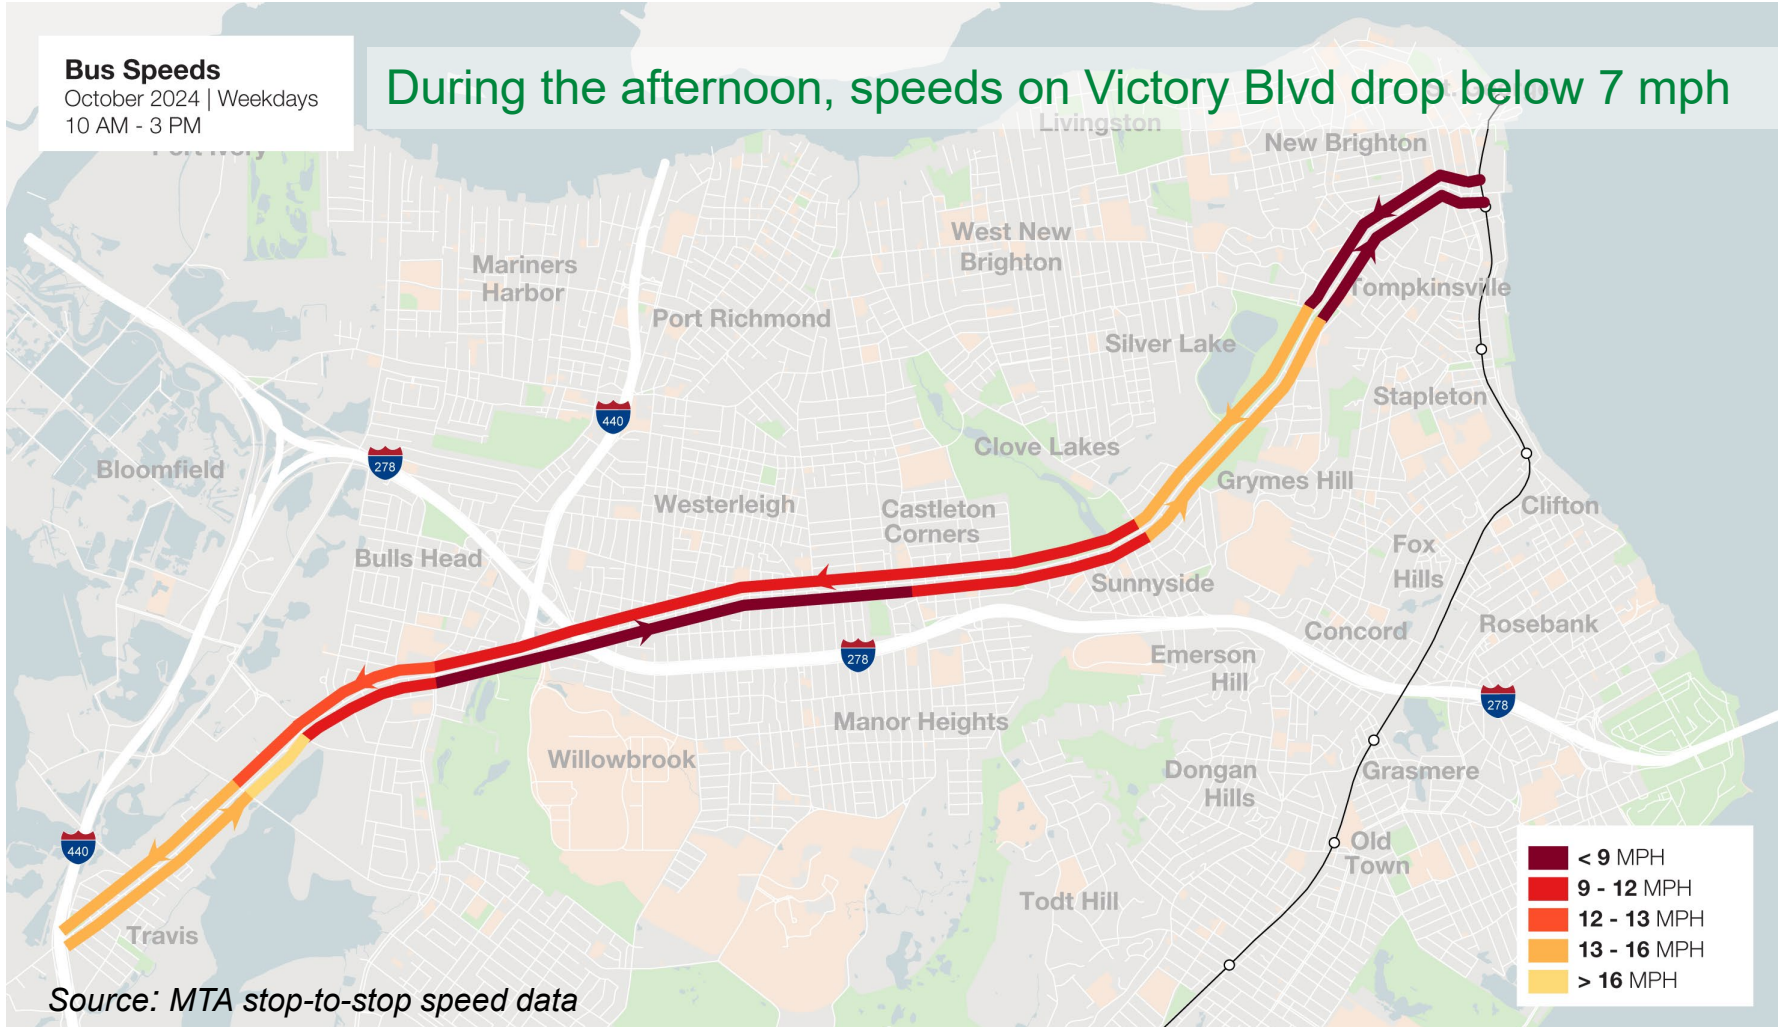 Bus Speeds
October 2024 | Weekdays
10 AM - 3 PM
During the afternoon, speeds on Victory Blvd drop below 7 mph
Port Ivory
St. George
Livingston
New Brighton
West New
Brighton
Mariners
Harbor
Port Richmond
Tompkinsville
Silver Lake
Stapleton
440
278
Bloomfield
Clove Lakes
Grymes Hill
Westerleigh
Castleton
Corners
Clifton
Bulls Head
Fox
Hills
Sunnyside
Concord
Rosebank
278
Emerson
Hill
278
Manor Heights
Willowbrook
Dongan
Hills
Grasmere
440
Old
Town
Todt Hill
Travis
< 9 MPH
9 - 12 MPH
12 - 13 MPH
13 - 16 MPH
> 16 MPH
Source: MTA stop-to-stop speed data